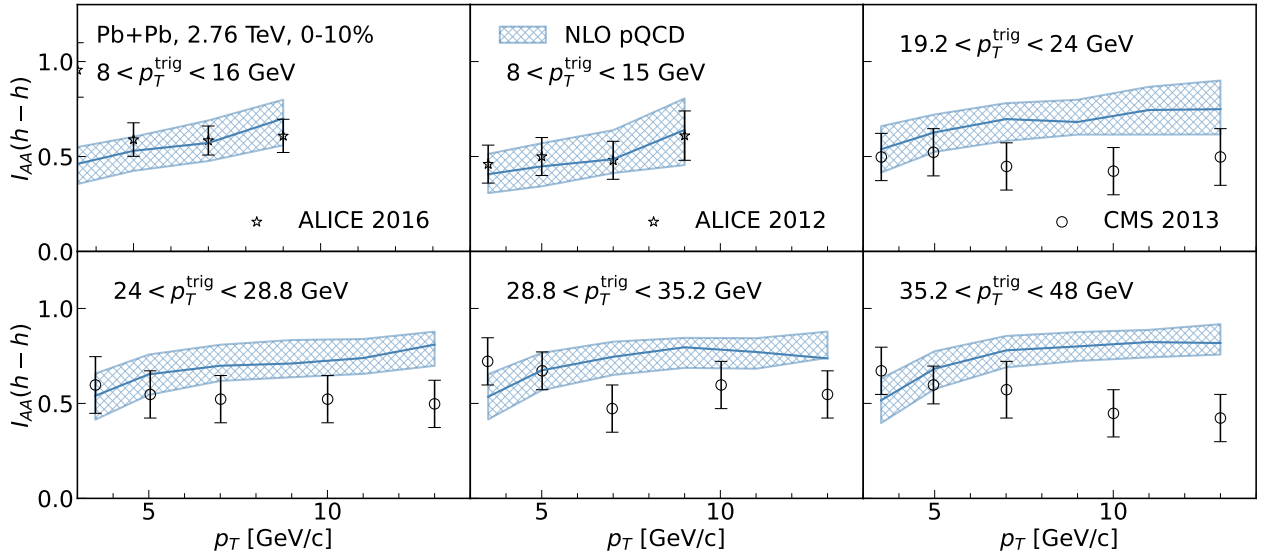 Pb+Pb, 2.76 TeV, 0-10%
8 < p_T^trig < 16 GeV
ALICE 2016
NLO pQCD
8 < p_T^trig < 15 GeV
ALICE 2012
19.2 < p_T^trig < 24 GeV
CMS 2013
I_AA(h − h)
1.0
0.5
0.0
24 < p_T^trig < 28.8 GeV
28.8 < p_T^trig < 35.2 GeV
35.2 < p_T^trig < 48 GeV
I_AA(h − h)
1.0
0.5
0.0
5 10
5 10
5 10
p_T [GeV/c]
p_T [GeV/c]
p_T [GeV/c]